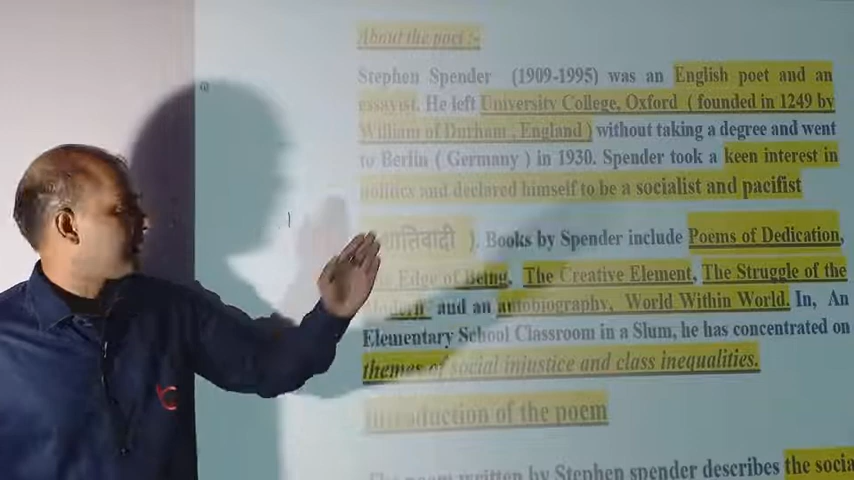 About the poet :-
Stephen Spender (1909-1995) was an English poet and an
essayist. He left University College, Oxford (founded in 1249 by
William of Durham , England ) without taking a degree and went
to Berlin (Germany ) in 1930. Spender took a keen interest in
politics and declared himself to be a socialist and pacifist
). Books by Spender include Poems of Dedication,
The Edge of Being, The Creative Element, The Struggle of the
Modern and an autobiography, World Within World. In, An
Elementary School Classroom in a Slum, he has concentrated on
themes of social injustice and class inequalities.
Introduction of the poem
The poem written by Stephen spender describes the socia